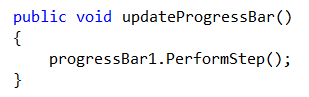 public void updateProgressBar()
{
    progressBar1.PerformStep();
}